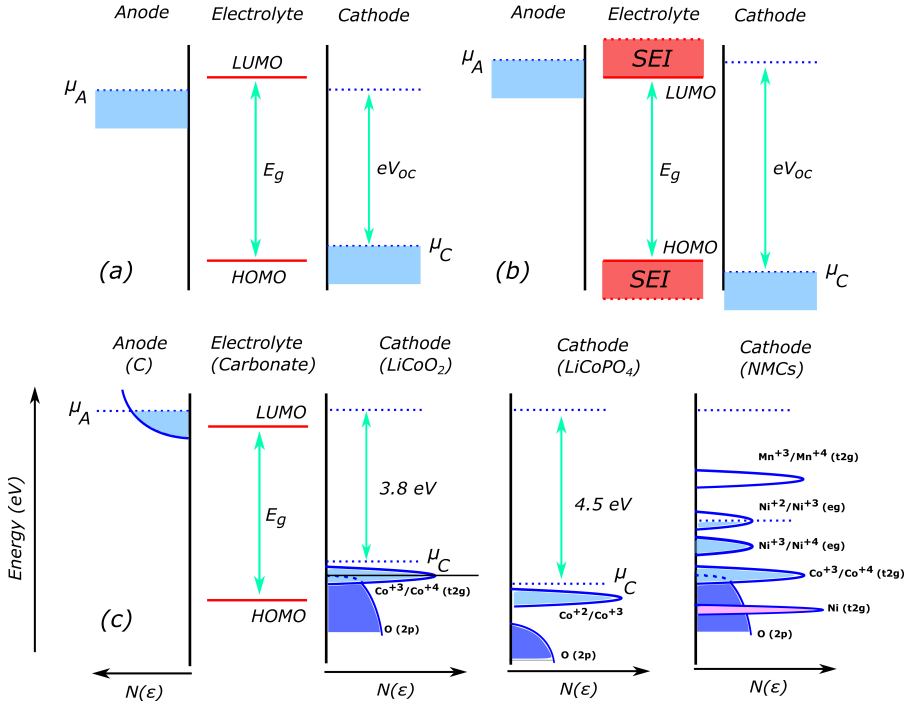 Anode Electrolyte Cathode
LUMO
μA
Eg
eVoc
μC
HOMO
(a)
Anode Electrolyte Cathode
SEI
μA
LUMO
Eg
eVoc
HOMO
μC
SEI
(b)
Anode Electrolyte Cathode Cathode Cathode
(C) (Carbonate) (LiCoO2) (LiCoPO4) (NMCs)
Energy (eV)
μA
LUMO
Eg
HOMO
(c)
3.8 eV
μC
Co+3/Co+4 (t2g)
O (2p)
4.5 eV
μC
Co+2/Co+3
O (2p)
Mn+3/Mn+4 (t2g)
Ni+2/Ni+3 (eg)
Ni+3/Ni+4 (eg)
Co+3/Co+4 (t2g)
Ni (t2g)
O (2p)
N(ε) N(ε) N(ε) N(ε)